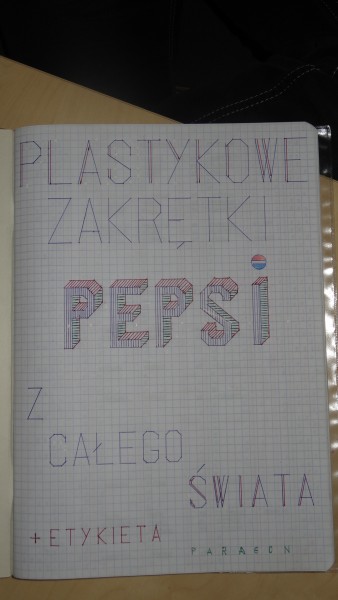 PLASTYKOWE
ZAKRĘTKI
PEPSI
Z
CAŁEGO
ŚWIATA
+ ETYKIETA
PARAGON